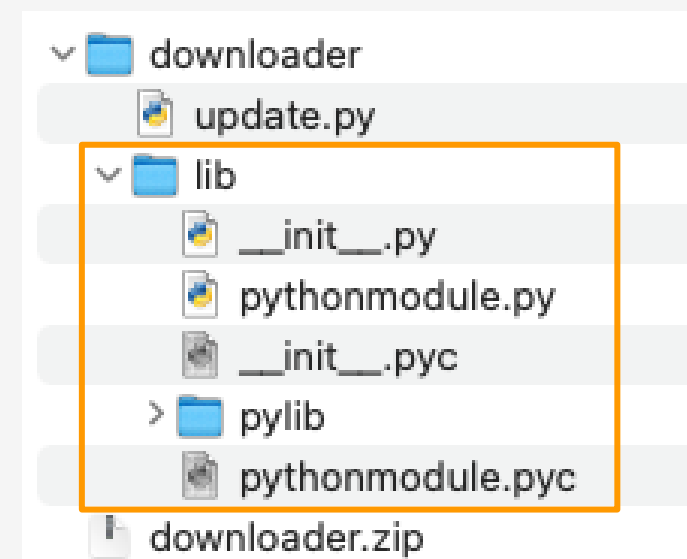 downloader
update.py
lib
__init__.py
pythonmodule.py
__init__.pyc
pylib
pythonmodule.pyc
downloader.zip